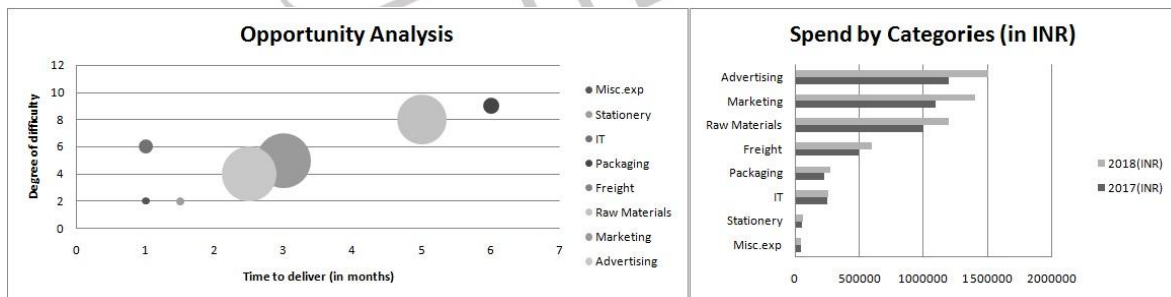 Opportunity Analysis
12
10
8
6
4
2
0
0 1 2 3 4 5 6 7
Degree of difficulty
Time to deliver (in months)
Misc.exp
Stationery
IT
Packaging
Freight
Raw Materials
Marketing
Advertising
Spend by Categories (in INR)
Advertising
Marketing
Raw Materials
Freight
Packaging
IT
Stationery
Misc.exp
0 500000 1000000 1500000 2000000
2018(INR)
2017(INR)